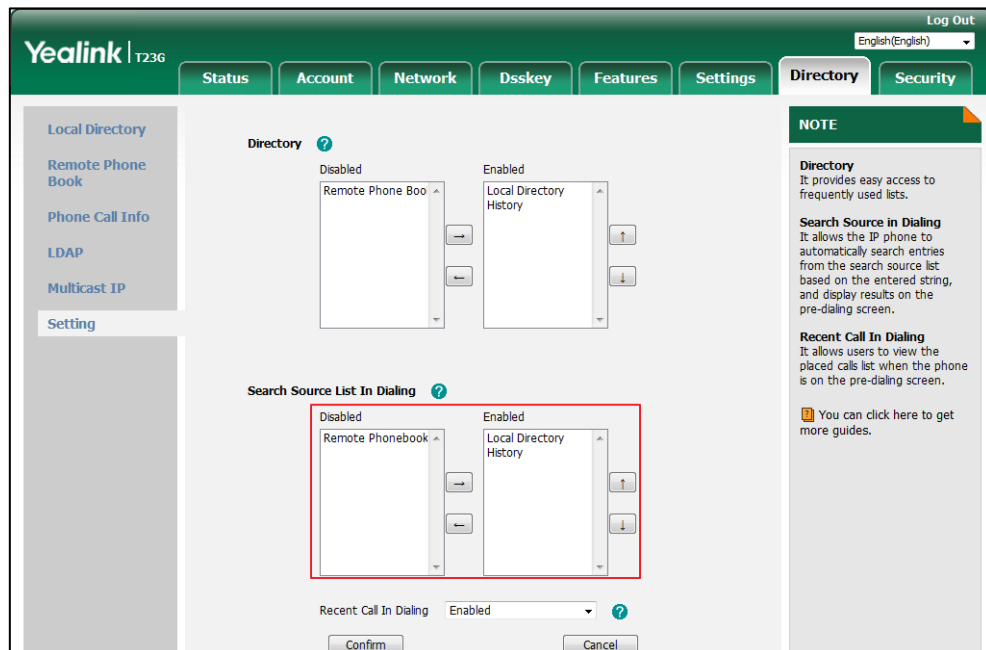 Log Out
English(English)
Yealink T23G
Status Account Network Dsskey Features Settings Directory Security
Local Directory
Remote Phone
Book
Phone Call Info
LDAP
Multicast IP
Setting
Directory ?
Disabled Enabled
Remote Phone Boo
Local Directory
History
→ ↑
← ↓
Search Source List In Dialing ?
Disabled Enabled
Remote Phonebook
Local Directory
History
→ ↑
← ↓
Recent Call In Dialing Enabled ?
Confirm Cancel
NOTE
Directory
It provides easy access to
frequently used lists.
Search Source in Dialing
It allows the IP phone to
automatically search entries
from the search source list
based on the entered string,
and display results on the
pre-dialing screen.
Recent Call In Dialing
It allows users to view the
placed calls list when the phone
is on the pre-dialing screen.
? You can click here to get
more guides.